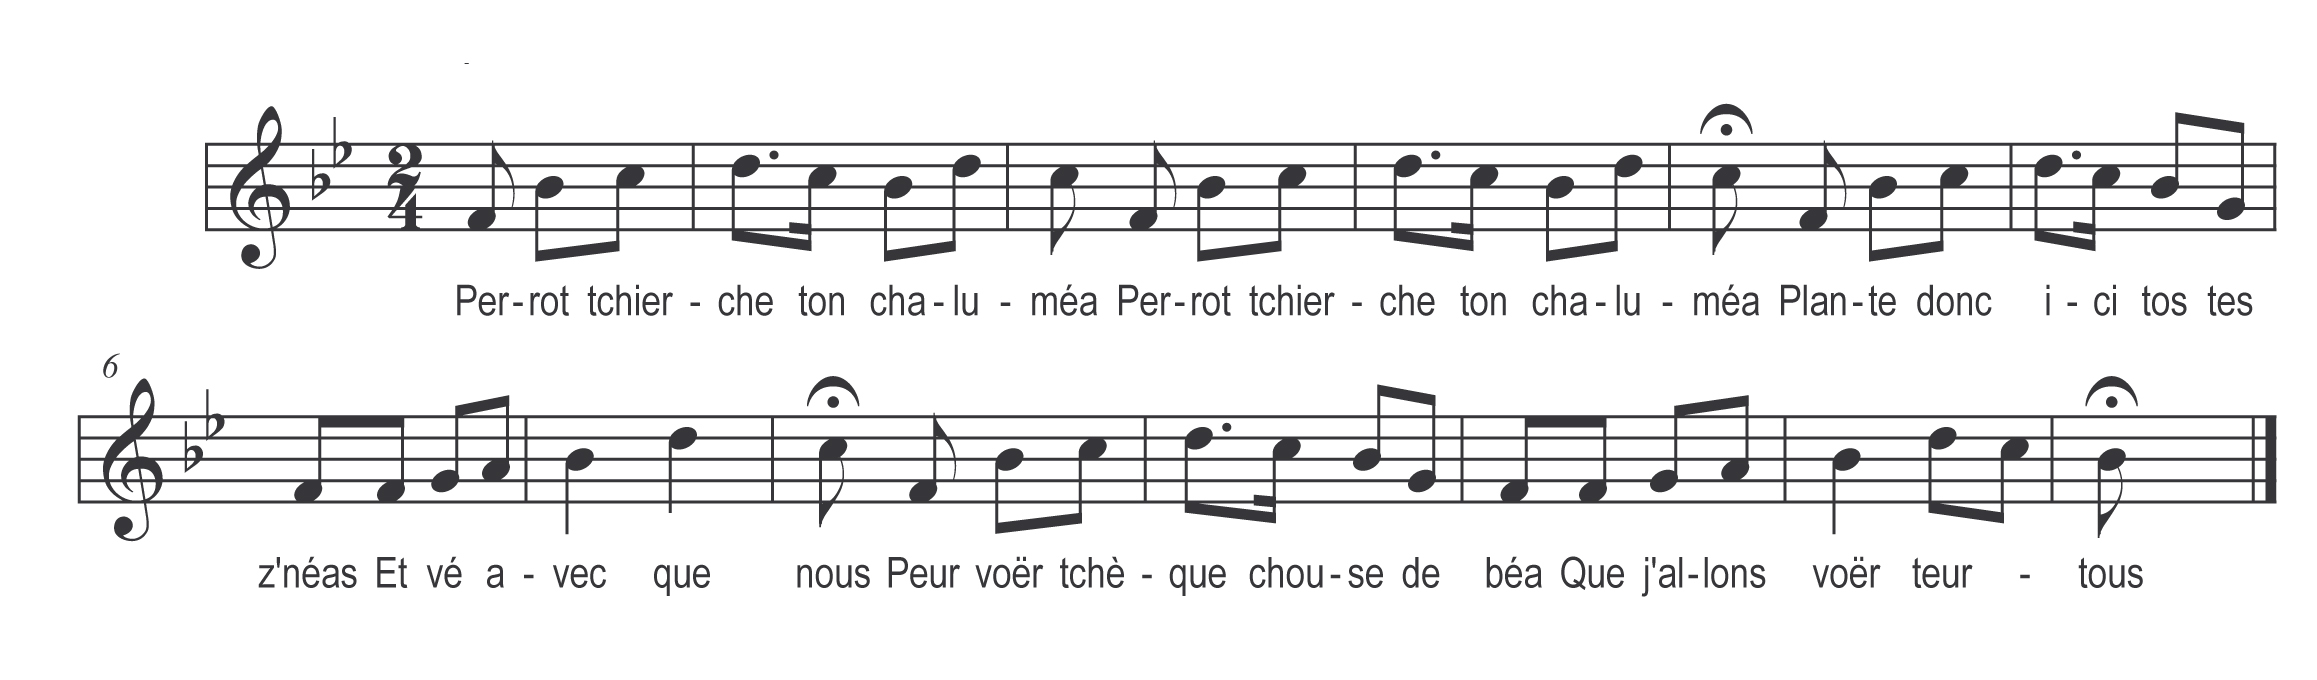 Per-rot tchier - che ton cha-lu - méa Per-rot tchier - che ton cha-lu - méa Plan-te donc i - ci tos tes
6
z'néas Et vé a - vec que nous Peur voër tchè - que chou-se de béa Que j'al-lons voër teur - tous